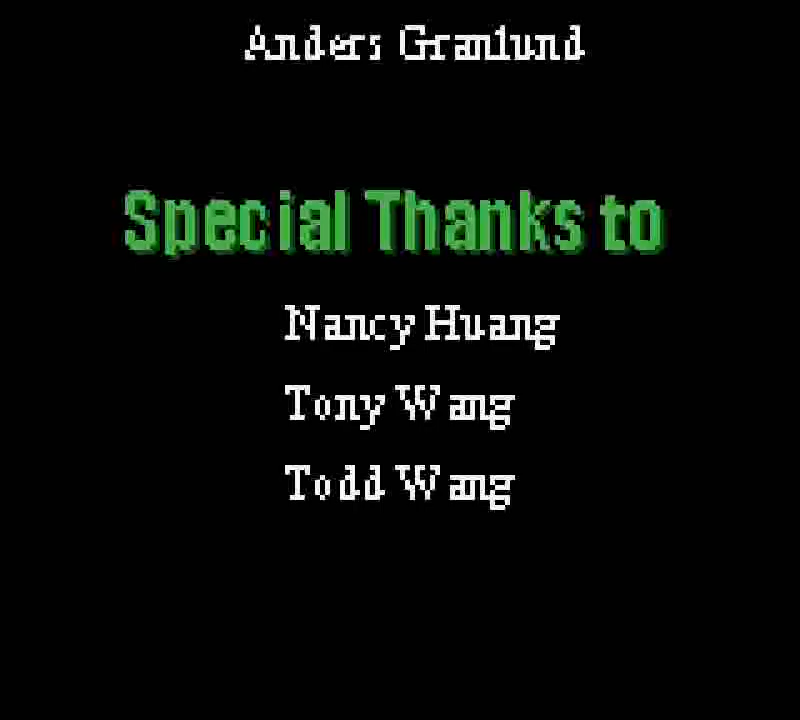 Anders Granlund
Special Thanks to
Nancy Huang
Tony Wang
Todd Wang